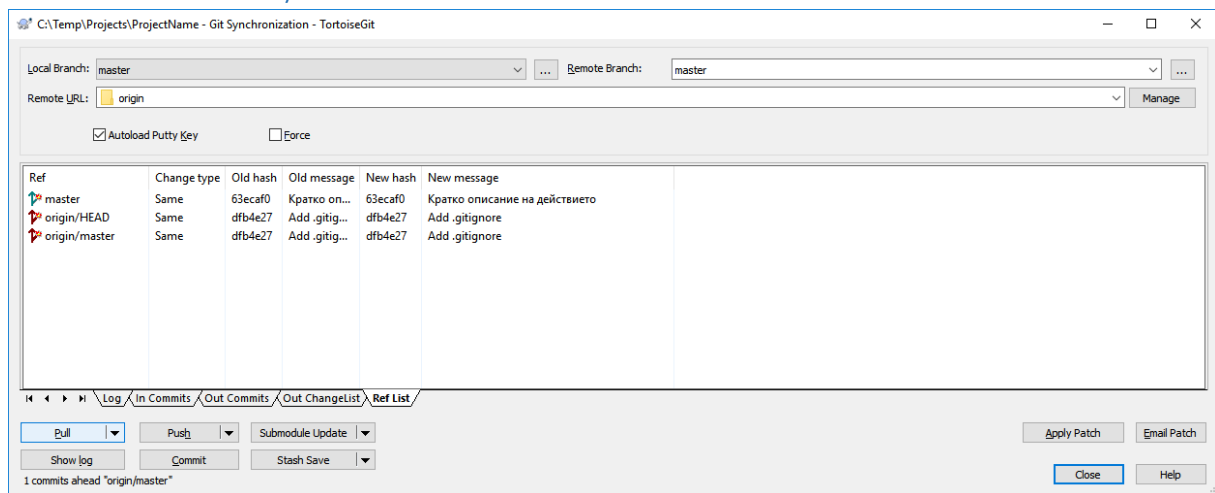 C:\Temp\Projects\ProjectName - Git Synchronization - TortoiseGit
Local Branch: master ... Remote Branch: master ...
Remote URL: origin Manage
Autoload Putty Key Force
Ref Change type Old hash Old message New hash New message
master Same 63ecaf0 Кратко оп... 63ecaf0 Кратко описание на действието
origin/HEAD Same dfb4e27 Add .gitig... dfb4e27 Add .gitignore
origin/master Same dfb4e27 Add .gitig... dfb4e27 Add .gitignore
Log In Commits Out Commits Out ChangeList Ref List
Pull Push Submodule Update Apply Patch Email Patch
Show log Commit Stash Save
1 commits ahead "origin/master" Close Help